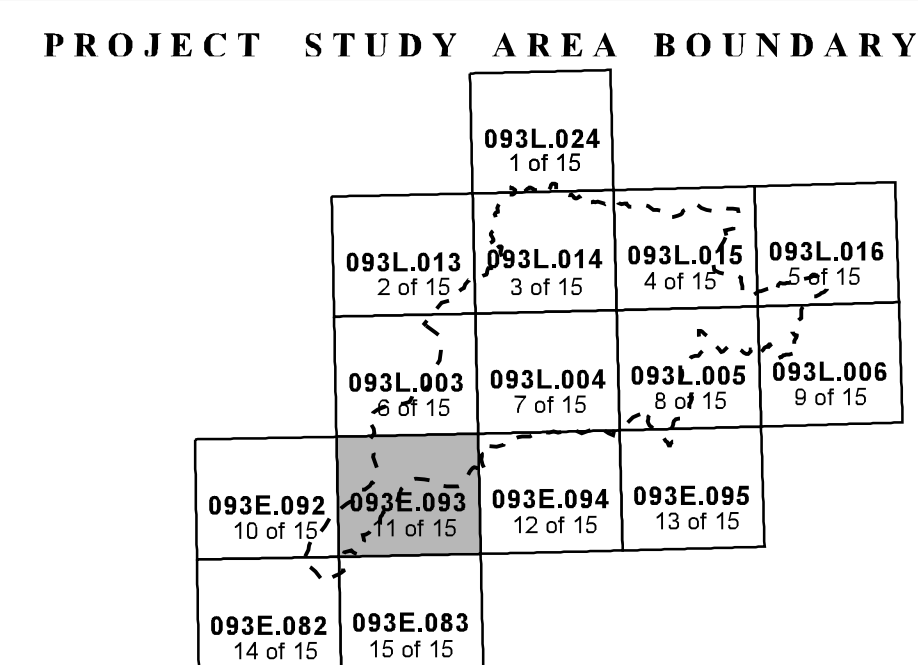 PROJECT STUDY AREA BOUNDARY
093L.024
1 of 15
093L.013
2 of 15
093L.014
3 of 15
093L.015
4 of 15
093L.016
5 of 15
093L.003
6 of 15
093L.004
7 of 15
093L.005
8 of 15
093L.006
9 of 15
093E.092
10 of 15
093E.093
11 of 15
093E.094
12 of 15
093E.095
13 of 15
093E.082
14 of 15
093E.083
15 of 15